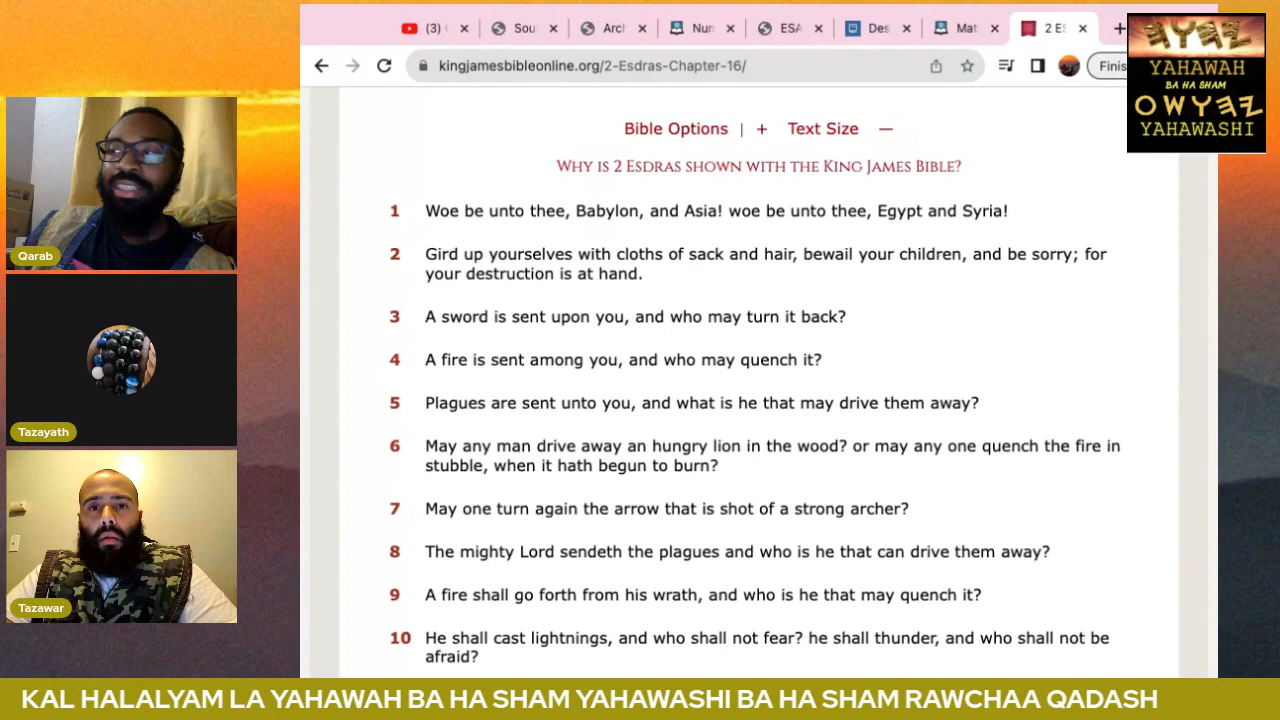 (3)
Sou
Arcl
Nun
ESA
Des
Mat
2 ES
kingjamesbibleonline.org/2-Esdras-Chapter-16/
Finis
YAHAWAH
BA HA SHAM
YAHAWASHI
Bible Options | + Text Size —
WHY IS 2 ESDRAS SHOWN WITH THE KING JAMES BIBLE?
1 Woe be unto thee, Babylon, and Asia! woe be unto thee, Egypt and Syria!
2 Gird up yourselves with cloths of sack and hair, bewail your children, and be sorry; for
your destruction is at hand.
3 A sword is sent upon you, and who may turn it back?
4 A fire is sent among you, and who may quench it?
5 Plagues are sent unto you, and what is he that may drive them away?
6 May any man drive away an hungry lion in the wood? or may any one quench the fire in
stubble, when it hath begun to burn?
7 May one turn again the arrow that is shot of a strong archer?
8 The mighty Lord sendeth the plagues and who is he that can drive them away?
9 A fire shall go forth from his wrath, and who is he that may quench it?
10 He shall cast lightnings, and who shall not fear? he shall thunder, and who shall not be
afraid?
Qarab
Tazayath
Tazawar
KAL HALALYAM LA YAHAWAH BA HA SHAM YAHAWASHI BA HA SHAM RAWCHAA QADASH